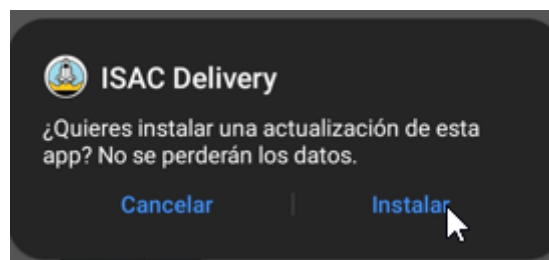 ISAC Delivery
¿Quieres instalar una actualización de esta
app? No se perderán los datos.
Cancelar
Instalar